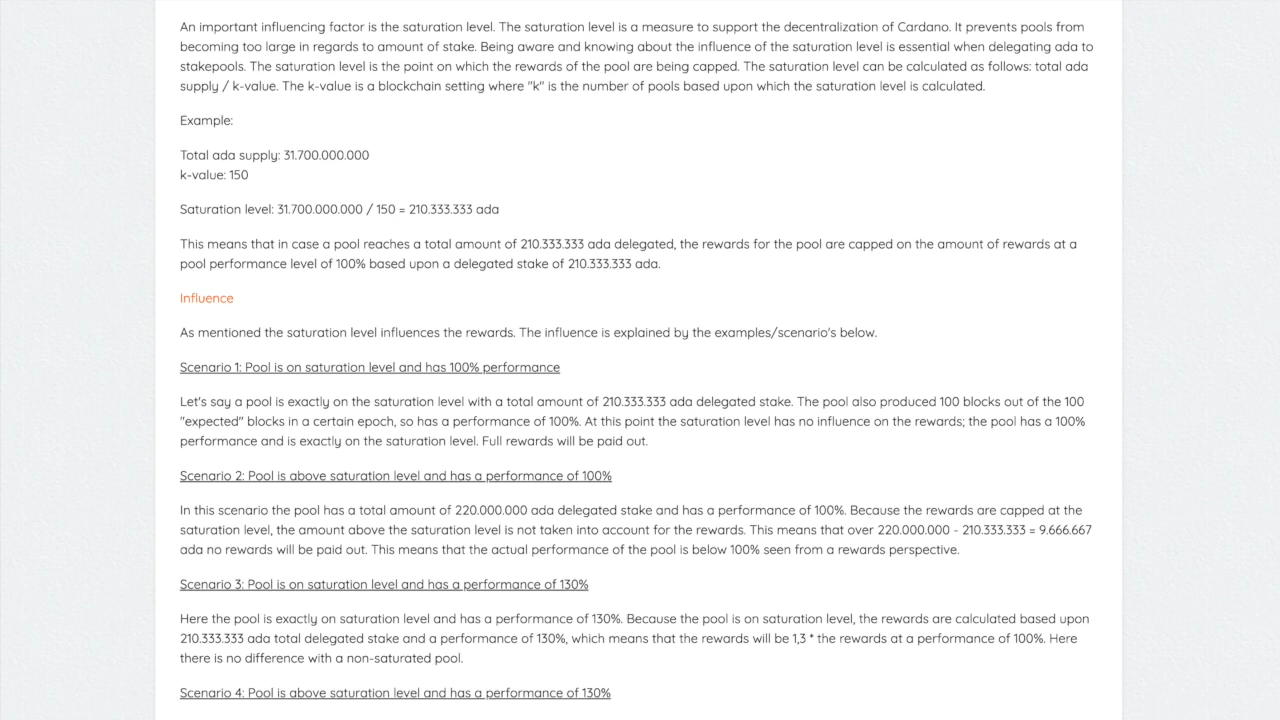 An important influencing factor is the saturation level. The saturation level is a measure to support the decentralization of Cardano. It prevents pools from
becoming too large in regards to amount of stake. Being aware and knowing about the influence of the saturation level is essential when delegating ada to
stakepools. The saturation level is the point on which the rewards of the pool are being capped. The saturation level can be calculated as follows: total ada
supply / k-value. The k-value is a blockchain setting where "k" is the number of pools based upon which the saturation level is calculated.
Example:
Total ada supply: 31.700.000.000
k-value: 150
Saturation level: 31.700.000.000 / 150 = 210.333.333 ada
This means that in case a pool reaches a total amount of 210.333.333 ada delegated, the rewards for the pool are capped on the amount of rewards at a
pool performance level of 100% based upon a delegated stake of 210.333.333 ada.
Influence
As mentioned the saturation level influences the rewards. The influence is explained by the examples/scenario's below.
Scenario 1: Pool is on saturation level and has 100% performance
Let's say a pool is exactly on the saturation level with a total amount of 210.333.333 ada delegated stake. The pool also produced 100 blocks out of the 100
"expected" blocks in a certain epoch, so has a performance of 100%. At this point the saturation level has no influence on the rewards; the pool has a 100%
performance and is exactly on the saturation level. Full rewards will be paid out.
Scenario 2: Pool is above saturation level and has a performance of 100%
In this scenario the pool has a total amount of 220.000.000 ada delegated stake and has a performance of 100%. Because the rewards are capped at the
saturation level, the amount above the saturation level is not taken into account for the rewards. This means that over 220.000.000 - 210.333.333 = 9.666.667
ada no rewards will be paid out. This means that the actual performance of the pool is below 100% seen from a rewards perspective.
Scenario 3: Pool is on saturation level and has a performance of 130%
Here the pool is exactly on saturation level and has a performance of 130%. Because the pool is on saturation level, the rewards are calculated based upon
210.333.333 ada total delegated stake and a performance of 130%, which means that the rewards will be 1,3 * the rewards at a performance of 100%. Here
there is no difference with a non-saturated pool.
Scenario 4: Pool is above saturation level and has a performance of 130%